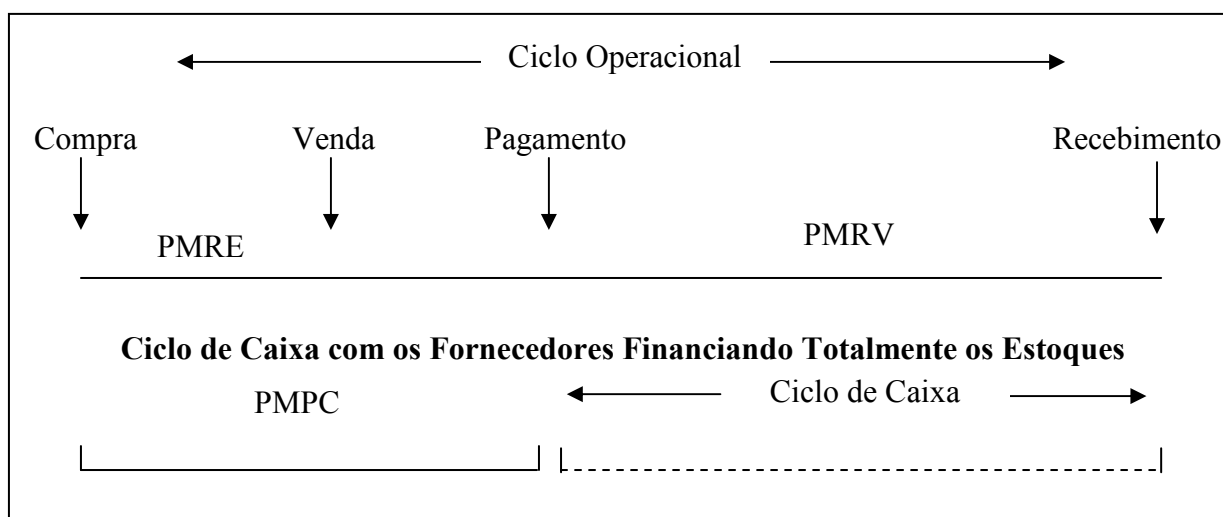 Ciclo Operacional
Compra Venda Pagamento Recebimento
PMRE PMRV
Ciclo de Caixa com os Fornecedores Financiando Totalmente os Estoques
PMPC Ciclo de Caixa